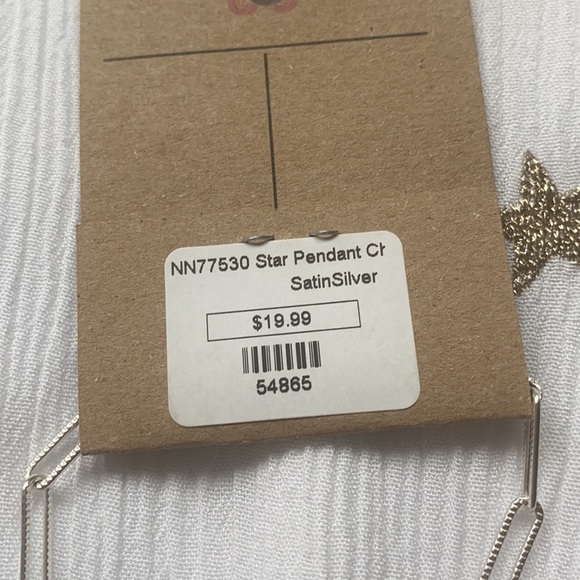 NN77530 Star Pendant Ch
SatinSilver
$19.99
54865